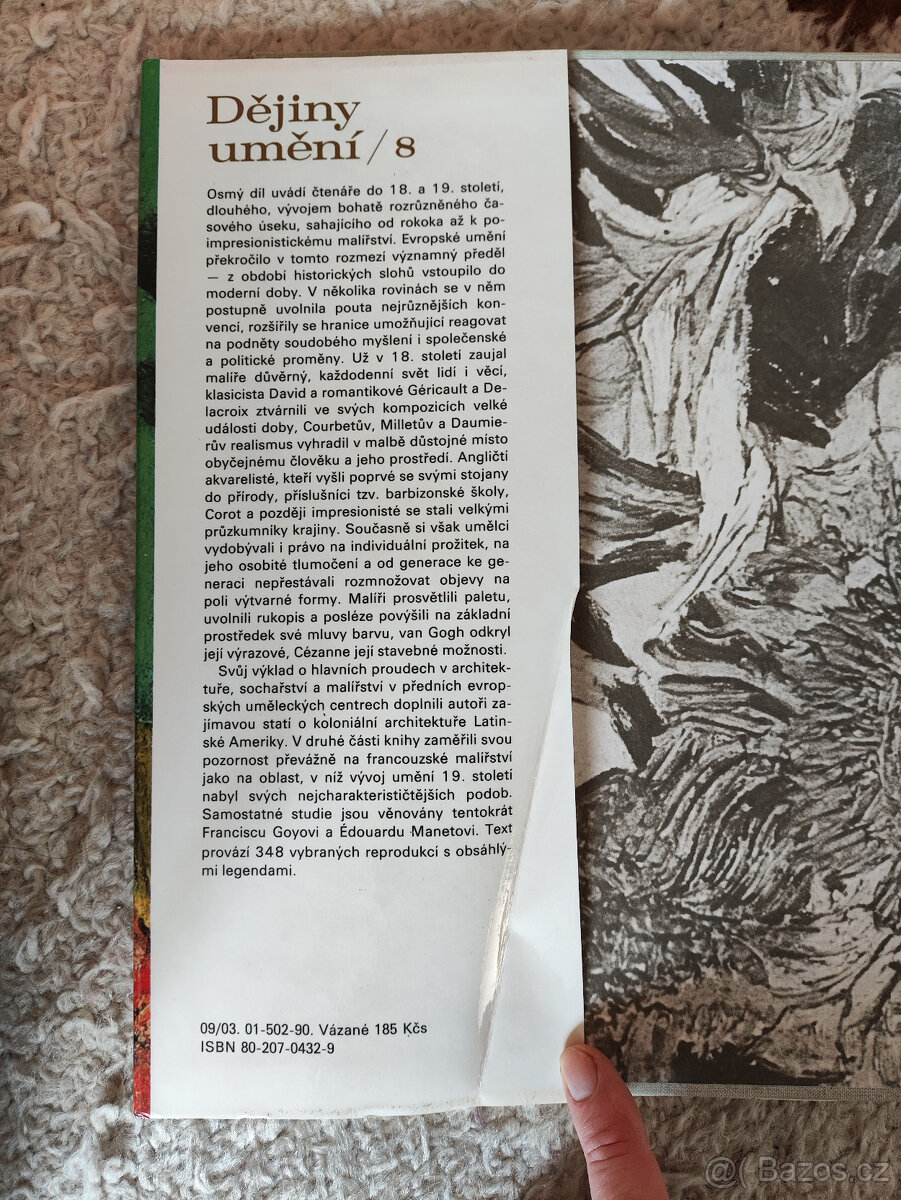 Dějiny
umění / 8
Osmý díl uvádí čtenáře do 18. a 19. století,
dlouhého, vývojem bohatě rozrůzněného ča-
sového úseku, sahajícího od rokoka až k po-
impresionistickému malířství. Evropské umění
překročilo v tomto rozmezí významný předěl
— z období historických slohů vstoupilo do
moderní doby. V několika rovinách se v něm
postupně uvolnila pouta nejrůznějších kon-
vencí, rozšířily se hranice umožňující reagovat
na podněty soudobého myšlení i společenské
a politické proměny. Už v 18. století zaujal
malíře důvěrný, každodenní svět lidí i věcí,
klasicista David a romantikové Géricault a De-
lacroix ztvárnili ve svých kompozicích velké
události doby, Courbetův, Milletův a Daumie-
rův realismus vyhradil v malbě důstojné místo
obyčejnému člověku a jeho prostředí. Angličtí
akvarelisté, kteří vyšli poprvé se svými stojany
do přírody, příslušníci tzv. barbizonské školy,
Corot a později impresionisté se stali velkými
průzkumníky krajiny. Současně si však umělci
vydobývali i právo na individuální prožitek, na
jeho osobité tlumočení a od generace ke ge-
neraci nepřestávali rozmnožovat objevy na
poli výtvarné formy. Malíři prosvětlili paletu,
uvolnili rukopis a posléze povýšili na základní
prostředek své mluvy barvu, van Gogh odkryl
její výrazové, Cézanne její stavebné možnosti.
Svůj výklad o hlavních proudech v architek-
tuře, sochařství a malířství v předních evrop-
ských uměleckých centrech doplnili autoři za-
jímavou statí o koloniální architektuře Latin-
ské Ameriky. V druhé části knihy zaměřili svou
pozornost převážně na francouzské malířství
jako na oblast, v níž vývoj umění 19. století
nabyl svých nejcharakterističtějších podob.
Samostatné studie jsou věnovány tentokrát
Franciscu Goyovi a Édouardu Manetovi. Text
provází 348 vybraných reprodukcí s obsáhlý-
mi legendami.
09/03. 01-502-90. Vázané 185 Kčs
ISBN 80-207-0432-9
@ Bazos.cz